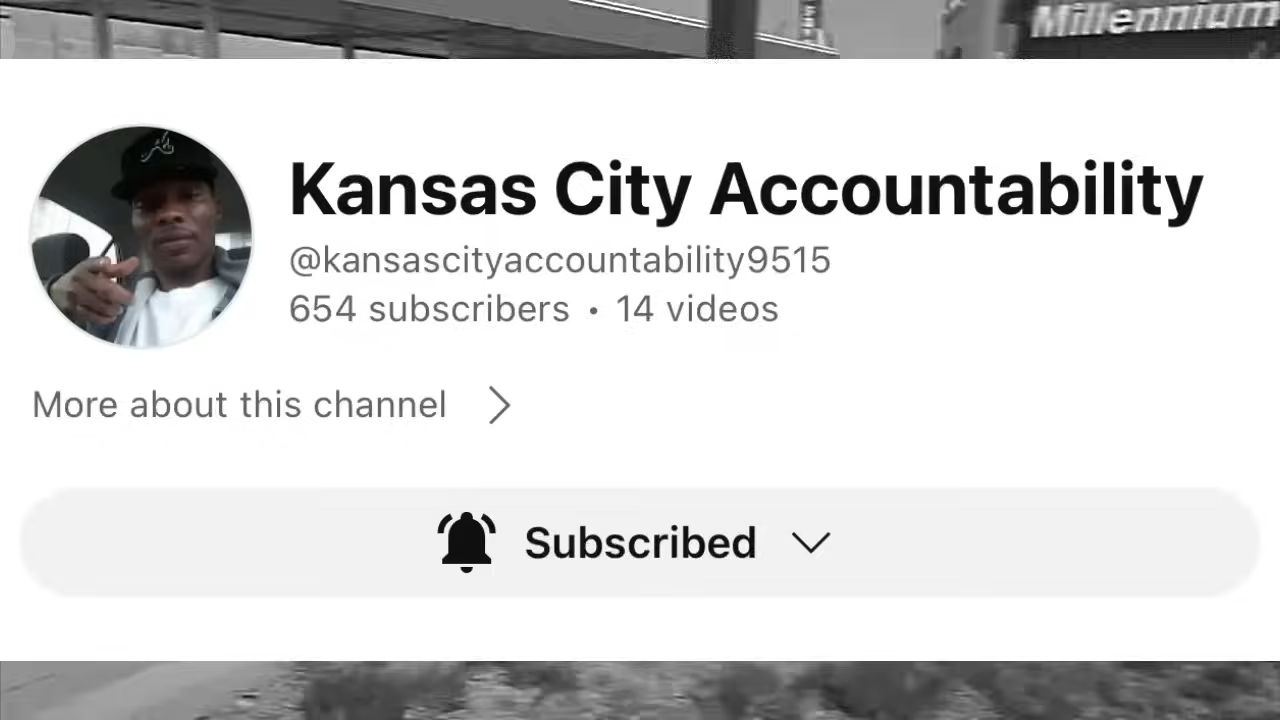 Millennium
Kansas City Accountability
@kansascityaccountability9515
654 subscribers • 14 videos
More about this channel
Subscribed